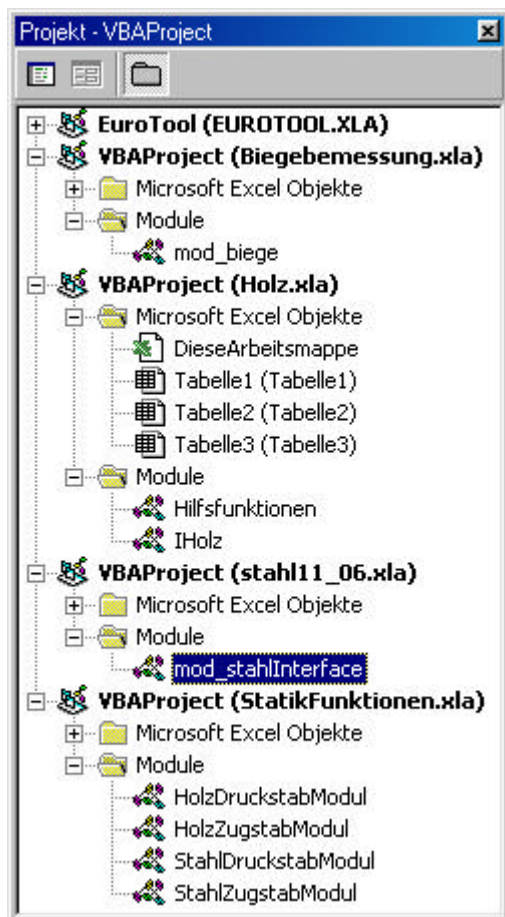 Projekt - VBAProject
EuroTool (EUROTOOL.XLA)
VBAProject (Biegebemessung.xla)
Microsoft Excel Objekte
Module
mod_biege
VBAProject (Holz.xla)
Microsoft Excel Objekte
DieseArbeitsmappe
Tabelle1 (Tabelle1)
Tabelle2 (Tabelle2)
Tabelle3 (Tabelle3)
Module
Hilfsfunktionen
IHolz
VBAProject (stahl11_06.xla)
Microsoft Excel Objekte
Module
mod_stahlInterface
VBAProject (StatikFunktionen.xla)
Microsoft Excel Objekte
Module
HolzDruckstabModul
HolzZugstabModul
StahlDruckstabModul
StahlZugstabModul